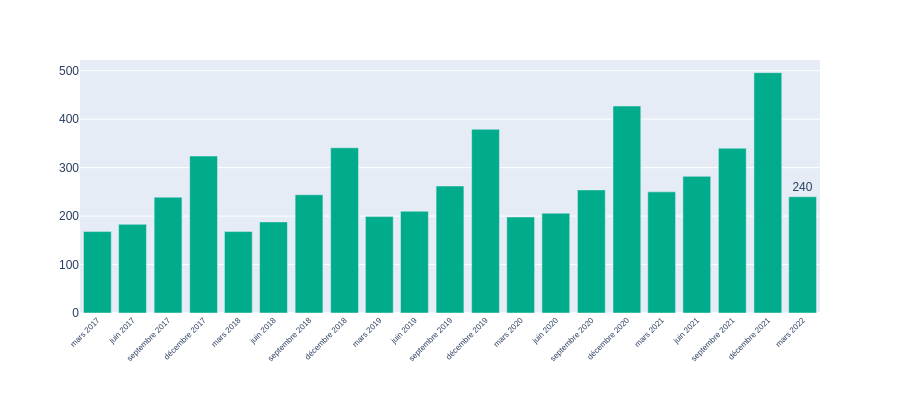 500
400
300
200
100
0
240
mars 2017
juin 2017
septembre 2017
décembre 2017
mars 2018
juin 2018
septembre 2018
décembre 2018
mars 2019
juin 2019
septembre 2019
décembre 2019
mars 2020
juin 2020
septembre 2020
décembre 2020
mars 2021
juin 2021
septembre 2021
décembre 2021
mars 2022